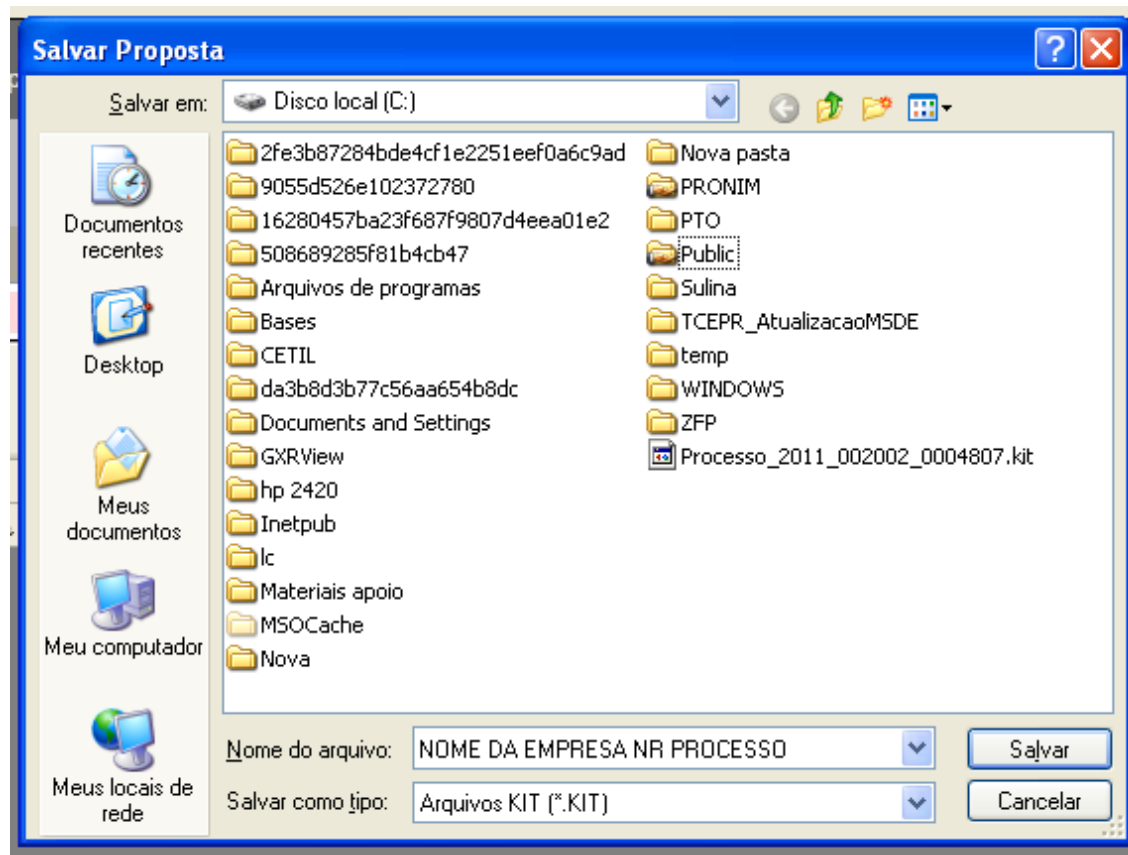 Salvar Proposta
Salvar em:
Disco local (C:)
Documentos
recentes
Desktop
Meus
documentos
Meu computador
Meus locais de
rede
2fe3b87284bde4cf1e2251eef0a6c9ad
9055d526e102372780
16280457ba23f687f9807d4eea01e2
508689285f81b4cb47
Arquivos de programas
Bases
CETIL
da3b8d3b77c56aa654b8dc
Documents and Settings
GXRView
hp 2420
Inetpub
lc
Materiais apoio
MSOCache
Nova
Nova pasta
PRONIM
PTO
Public
Sulina
TCEPR_AtualizacaoMSDE
temp
WINDOWS
ZFP
Processo_2011_002002_0004807.kit
Nome do arquivo:
NOME DA EMPRESA NR PROCESSO
Salvar
Salvar como tipo:
Arquivos KIT (*.KIT)
Cancelar